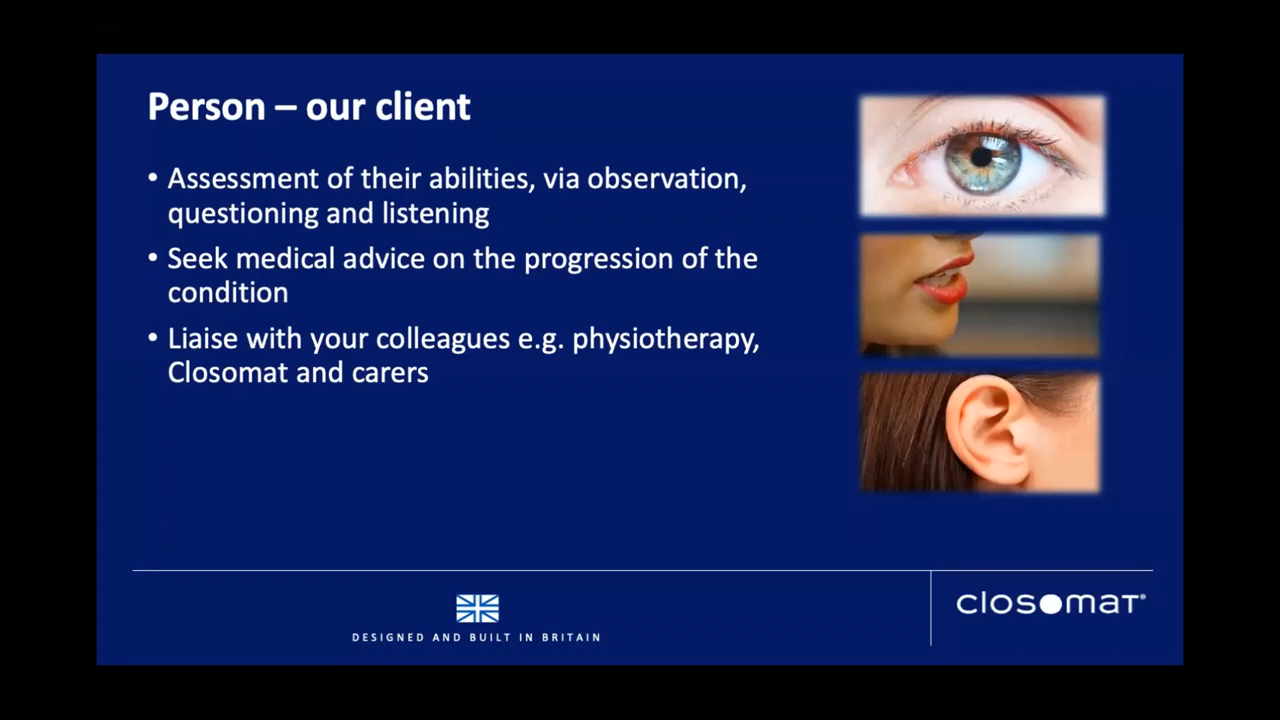 Person – our client
• Assessment of their abilities, via observation,
questioning and listening
• Seek medical advice on the progression of the
condition
• Liaise with your colleagues e.g. physiotherapy,
Closomat and carers
DESIGNED AND BUILT IN BRITAIN
closomat®